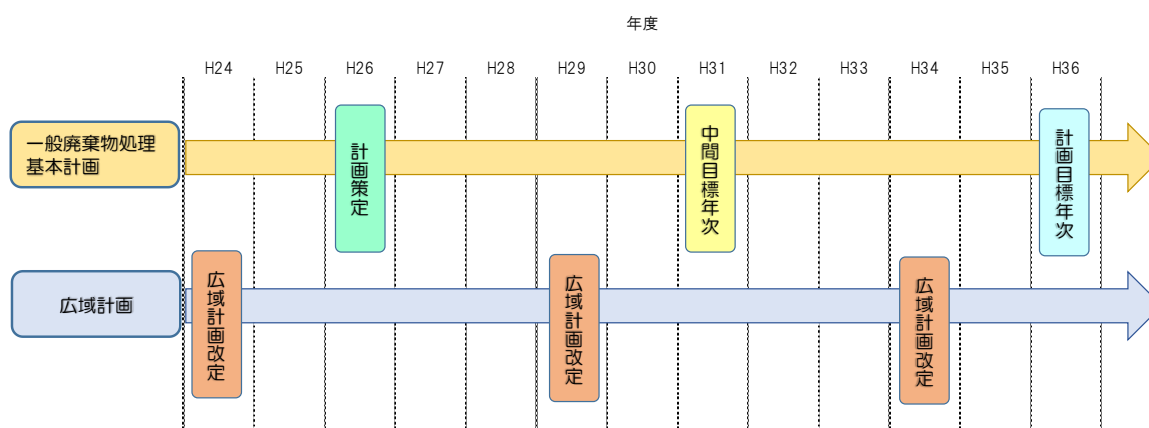 年度
H24 H25 H26 H27 H28 H29 H30 H31 H32 H33 H34 H35 H36
一般廃棄物処理
基本計画
計画策定
中間目標年次
計画目標年次
広域計画
広域計画改定
広域計画改定
広域計画改定